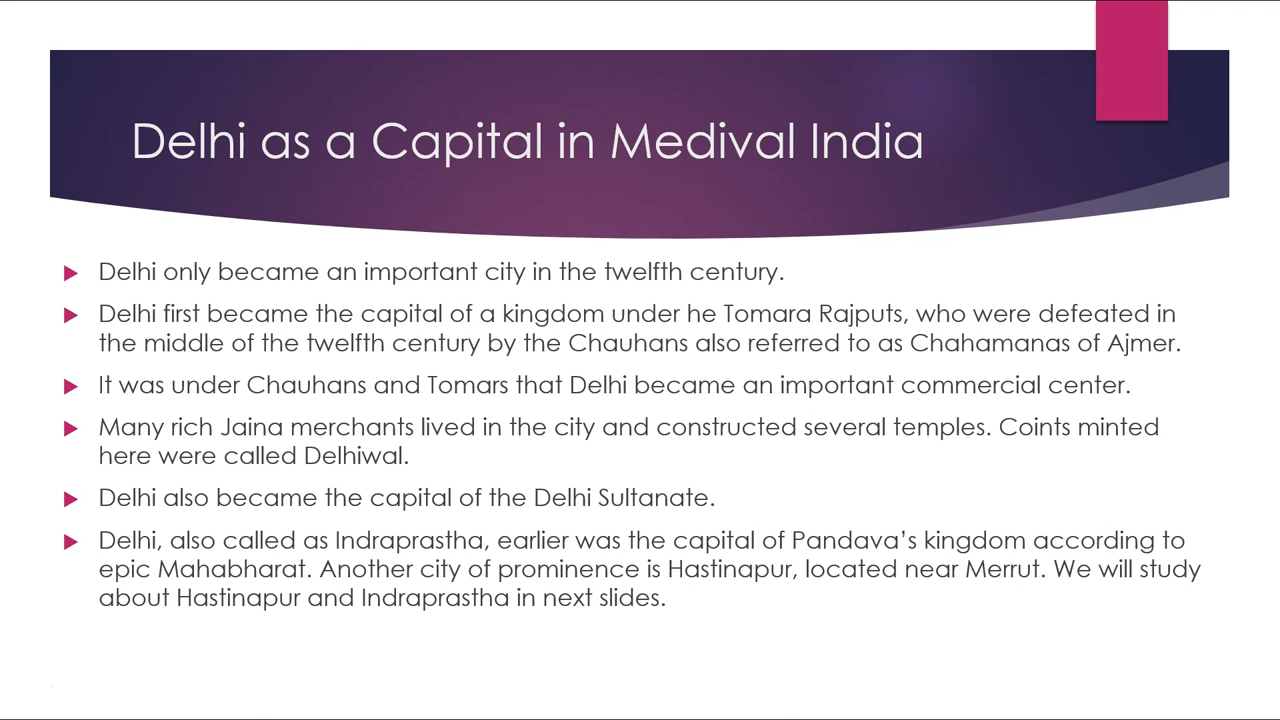 Delhi as a Capital in Medival India
Delhi only became an important city in the twelfth century.
Delhi first became the capital of a kingdom under he Tomara Rajputs, who were defeated in
the middle of the twelfth century by the Chauhans also referred to as Chahamanas of Ajmer.
It was under Chauhans and Tomars that Delhi became an important commercial center.
Many rich Jaina merchants lived in the city and constructed several temples. Coints minted
here were called Delhiwal.
Delhi also became the capital of the Delhi Sultanate.
Delhi, also called as Indraprastha, earlier was the capital of Pandava's kingdom according to
epic Mahabharat. Another city of prominence is Hastinapur, located near Merrut. We will study
about Hastinapur and Indraprastha in next slides.